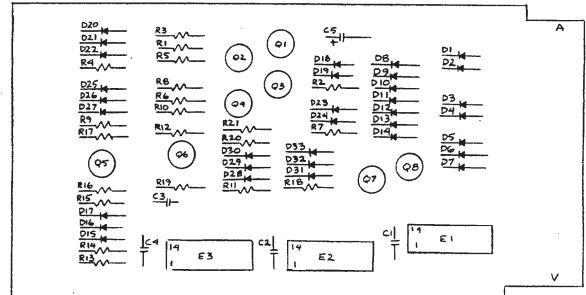 D20
D21
D22
R4
D25
D26
D27
R9
R17
Q5
R16
R15
D17
D16
D15
R14
R13
R3
R1
R5
R8
R6
R10
R12
Q6
R19
C3
C4
Q2
Q1
Q3
Q4
R21
R20
D30
D29
D28
R11
C5
+
D18
D19
R2
D23
D24
R7
D33
D32
D31
R18
D8
D9
D10
D11
D12
D13
D14
Q7
Q8
D1
D2
D3
D4
D5
D6
D7
14
1
E3
C2
14
1
E2
C1
14
1
E1
A
V